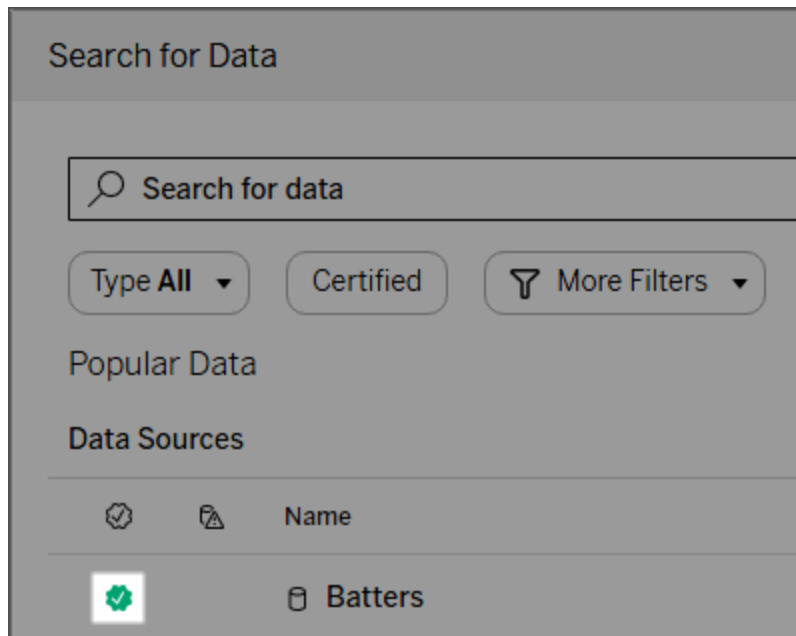 Search for Data
Search for data
Type All Certified More Filters
Popular Data
Data Sources
Name
Batters